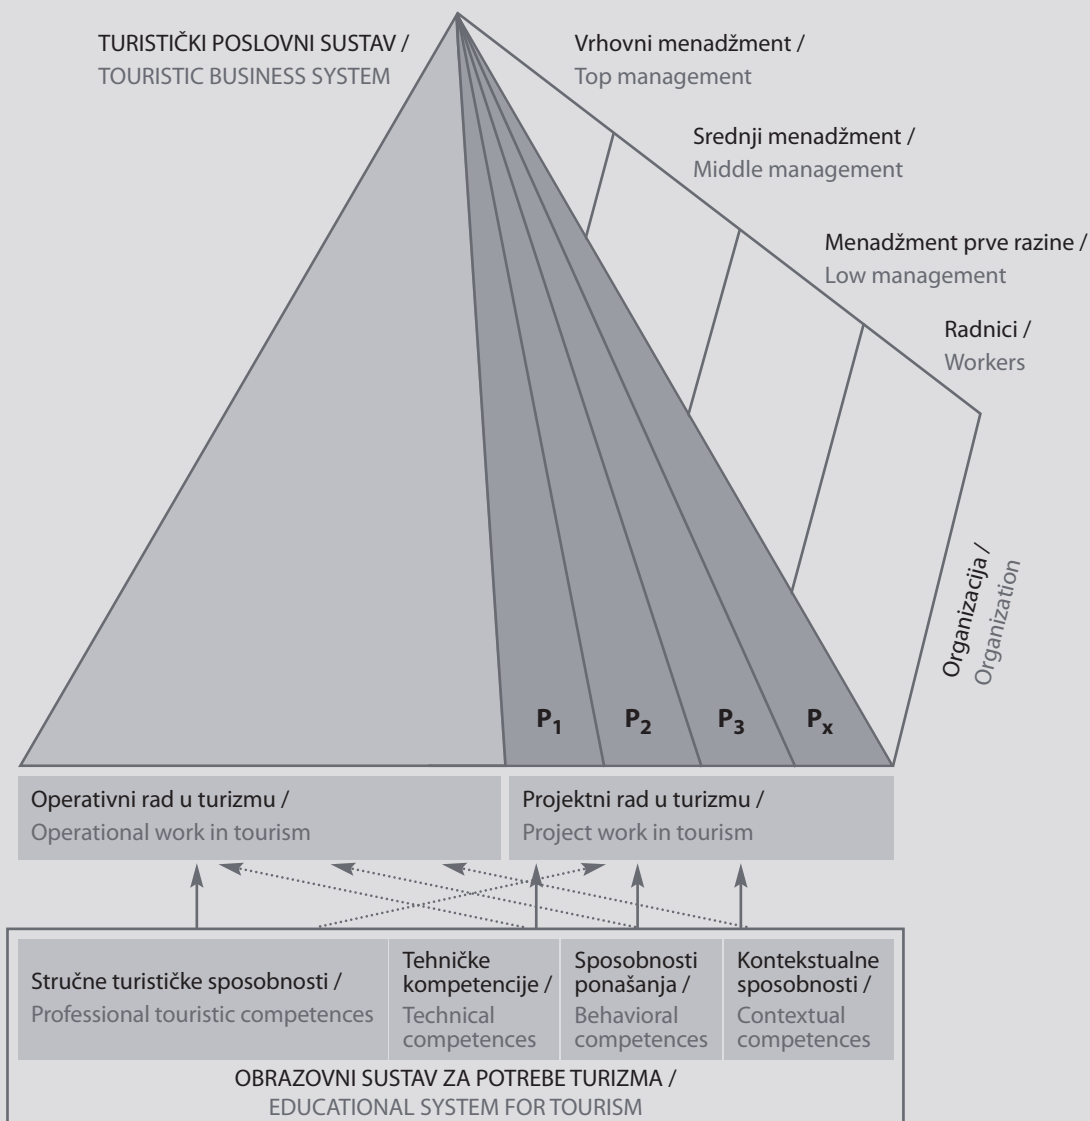 TURISTIČKI POSLOVNI SUSTAV /
TOURISTIC BUSINESS SYSTEM
Vrhovni menadžment /
Top management
Srednji menadžment /
Middle management
Menadžment prve razine /
Low management
Radnici /
Workers
Organizacija /
Organization
P1
P2
P3
Px
Operativni rad u turizmu /
Operational work in tourism
Projektni rad u turizmu /
Project work in tourism
Stručne turističke sposobnosti /
Professional touristic competences
Tehničke
kompetencije /
Technical
competences
Sposobnosti
ponašanja /
Behavioral
competences
Kontekstualne
sposobnosti /
Contextual
competences
OBRAZOVNI SUSTAV ZA POTREBE TURIZMA /
EDUCATIONAL SYSTEM FOR TOURISM